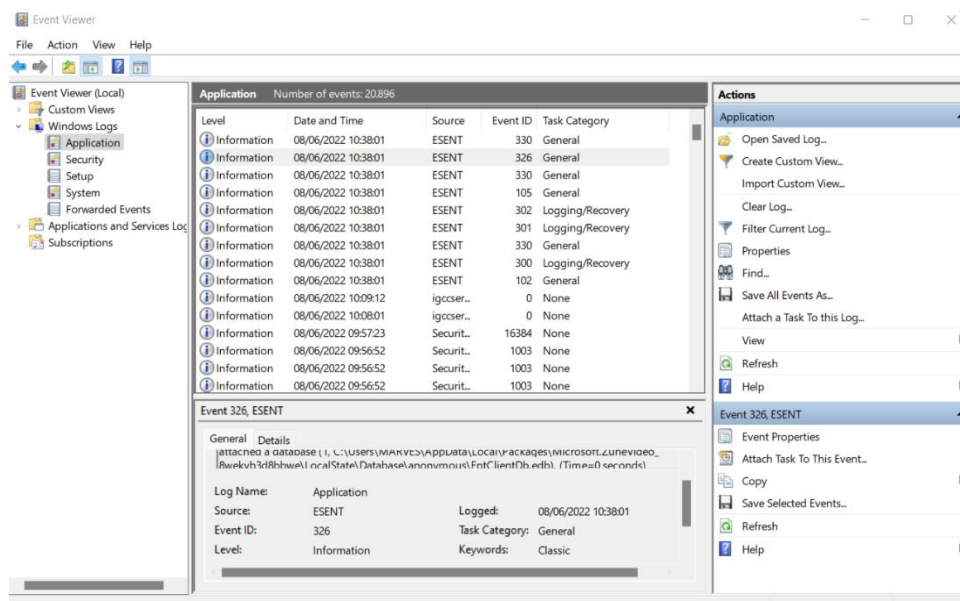 Event Viewer
File Action View Help
Event Viewer (Local)
Custom Views
Windows Logs
Application
Security
Setup
System
Forwarded Events
Applications and Services Log
Subscriptions
Application Number of events: 20.896
Level Date and Time Source Event ID Task Category
Information 08/06/2022 10:38:01 ESENT 330 General
Information 08/06/2022 10:38:01 ESENT 326 General
Information 08/06/2022 10:38:01 ESENT 330 General
Information 08/06/2022 10:38:01 ESENT 105 General
Information 08/06/2022 10:38:01 ESENT 302 Logging/Recovery
Information 08/06/2022 10:38:01 ESENT 301 Logging/Recovery
Information 08/06/2022 10:38:01 ESENT 330 General
Information 08/06/2022 10:38:01 ESENT 300 Logging/Recovery
Information 08/06/2022 10:38:01 ESENT 102 General
Information 08/06/2022 10:09:12 igccser... 0 None
Information 08/06/2022 10:08:01 igccser... 0 None
Information 08/06/2022 09:57:23 Securit... 16384 None
Information 08/06/2022 09:56:52 Securit... 1003 None
Information 08/06/2022 09:56:52 Securit... 1003 None
Information 08/06/2022 09:56:52 Securit... 1003 None
Event 326, ESENT
General Details
attached a database (1, C:\Users\MARVES\AppData\Local\Packages\Microsoft.ZuneVideo_
8wekyb3d8bbwe\LocalState\Database\anonymous\EntClientDb.edb). (Time=0 seconds)
Log Name: Application
Source: ESENT Logged: 08/06/2022 10:38:01
Event ID: 326 Task Category: General
Level: Information Keywords: Classic
Actions
Application
Open Saved Log...
Create Custom View...
Import Custom View...
Clear Log...
Filter Current Log...
Properties
Find...
Save All Events As...
Attach a Task To this Log...
View
Refresh
Help
Event 326, ESENT
Event Properties
Attach Task To This Event...
Copy
Save Selected Events...
Refresh
Help